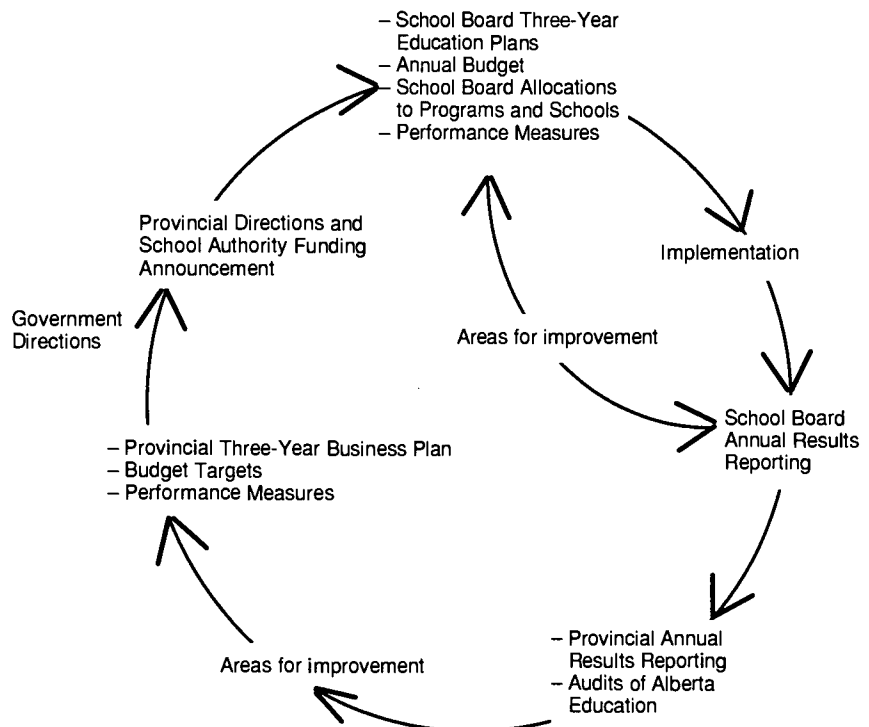 – School Board Three-Year
Education Plans
– Annual Budget
– School Board Allocations
to Programs and Schools
– Performance Measures
Provincial Directions and
School Authority Funding
Announcement
Implementation
Government
Directions
Areas for improvement
School Board
Annual Results
Reporting
– Provincial Three-Year Business Plan
– Budget Targets
– Performance Measures
– Provincial Annual
Results Reporting
– Audits of Alberta
Education
Areas for improvement